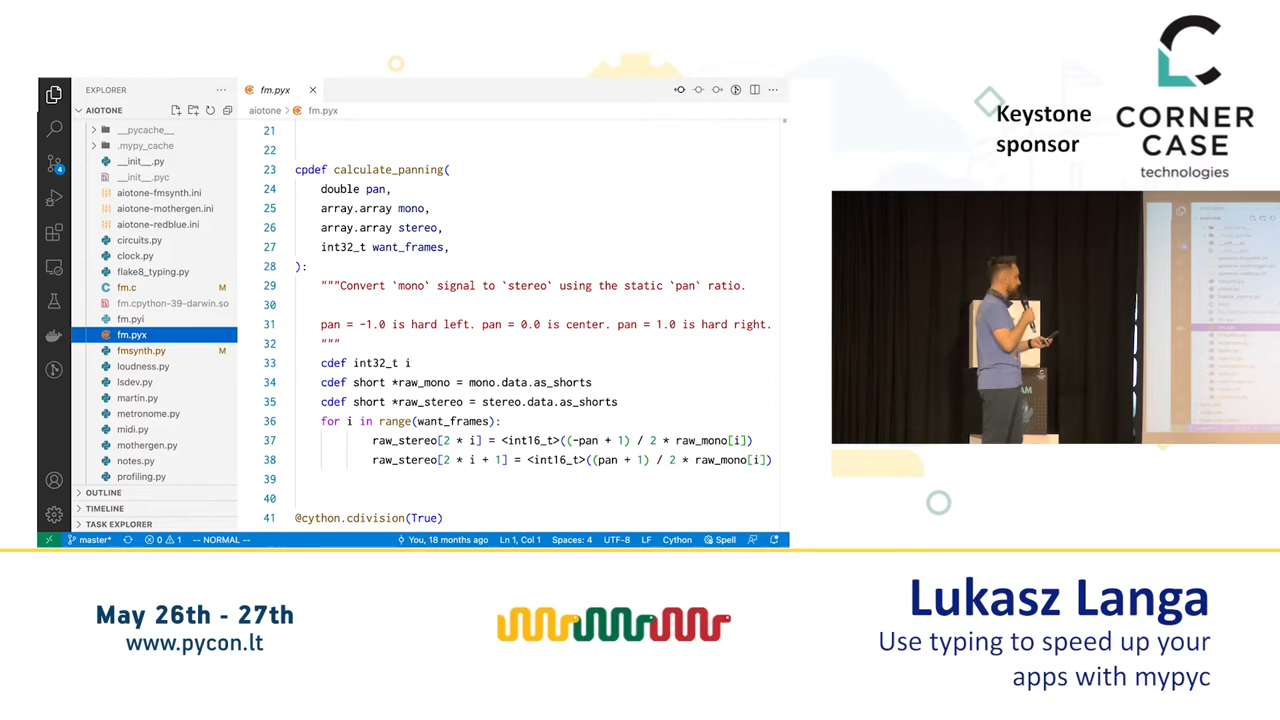 EXPLORER
AIOTONE
__pycache__
.mypy_cache
__init__.py
__init__.pyc
aiotone-fmsynth.ini
aiotone-mothergen.ini
aiotone-redblue.ini
circuits.py
clock.py
flake8_typing.py
fm.c M
fm.cpython-39-darwin.so
fm.pyi
fm.pyx
fmsynth.py M
loudness.py
lsdev.py
martin.py
metronome.py
midi.py
mothergen.py
notes.py
profiling.py
OUTLINE
TIMELINE
TASK EXPLORER
4
fm.pyx
aiotone > fm.pyx
21
22
23 cpdef calculate_panning(
24 double pan,
25 array.array mono,
26 array.array stereo,
27 int32_t want_frames,
28 ):
29 """Convert `mono` signal to `stereo` using the static `pan` ratio.
30
31 pan = -1.0 is hard left. pan = 0.0 is center. pan = 1.0 is hard right.
32 """
33 cdef int32_t i
34 cdef short *raw_mono = mono.data.as_shorts
35 cdef short *raw_stereo = stereo.data.as_shorts
36 for i in range(want_frames):
37 raw_stereo[2 * i] = <int16_t>((-pan + 1) / 2 * raw_mono[i])
38 raw_stereo[2 * i + 1] = <int16_t>((pan + 1) / 2 * raw_mono[i])
39
40
41 @cython.cdivision(True)
master* 0 1 -- NORMAL -- You, 18 months ago Ln 1, Col 1 Spaces: 4 UTF-8 LF Cython Spell
Keystone
sponsor
CORNER
CASE
technologies
May 26th - 27th
www.pycon.lt
Lukasz Langa
Use typing to speed up your
apps with mypyc